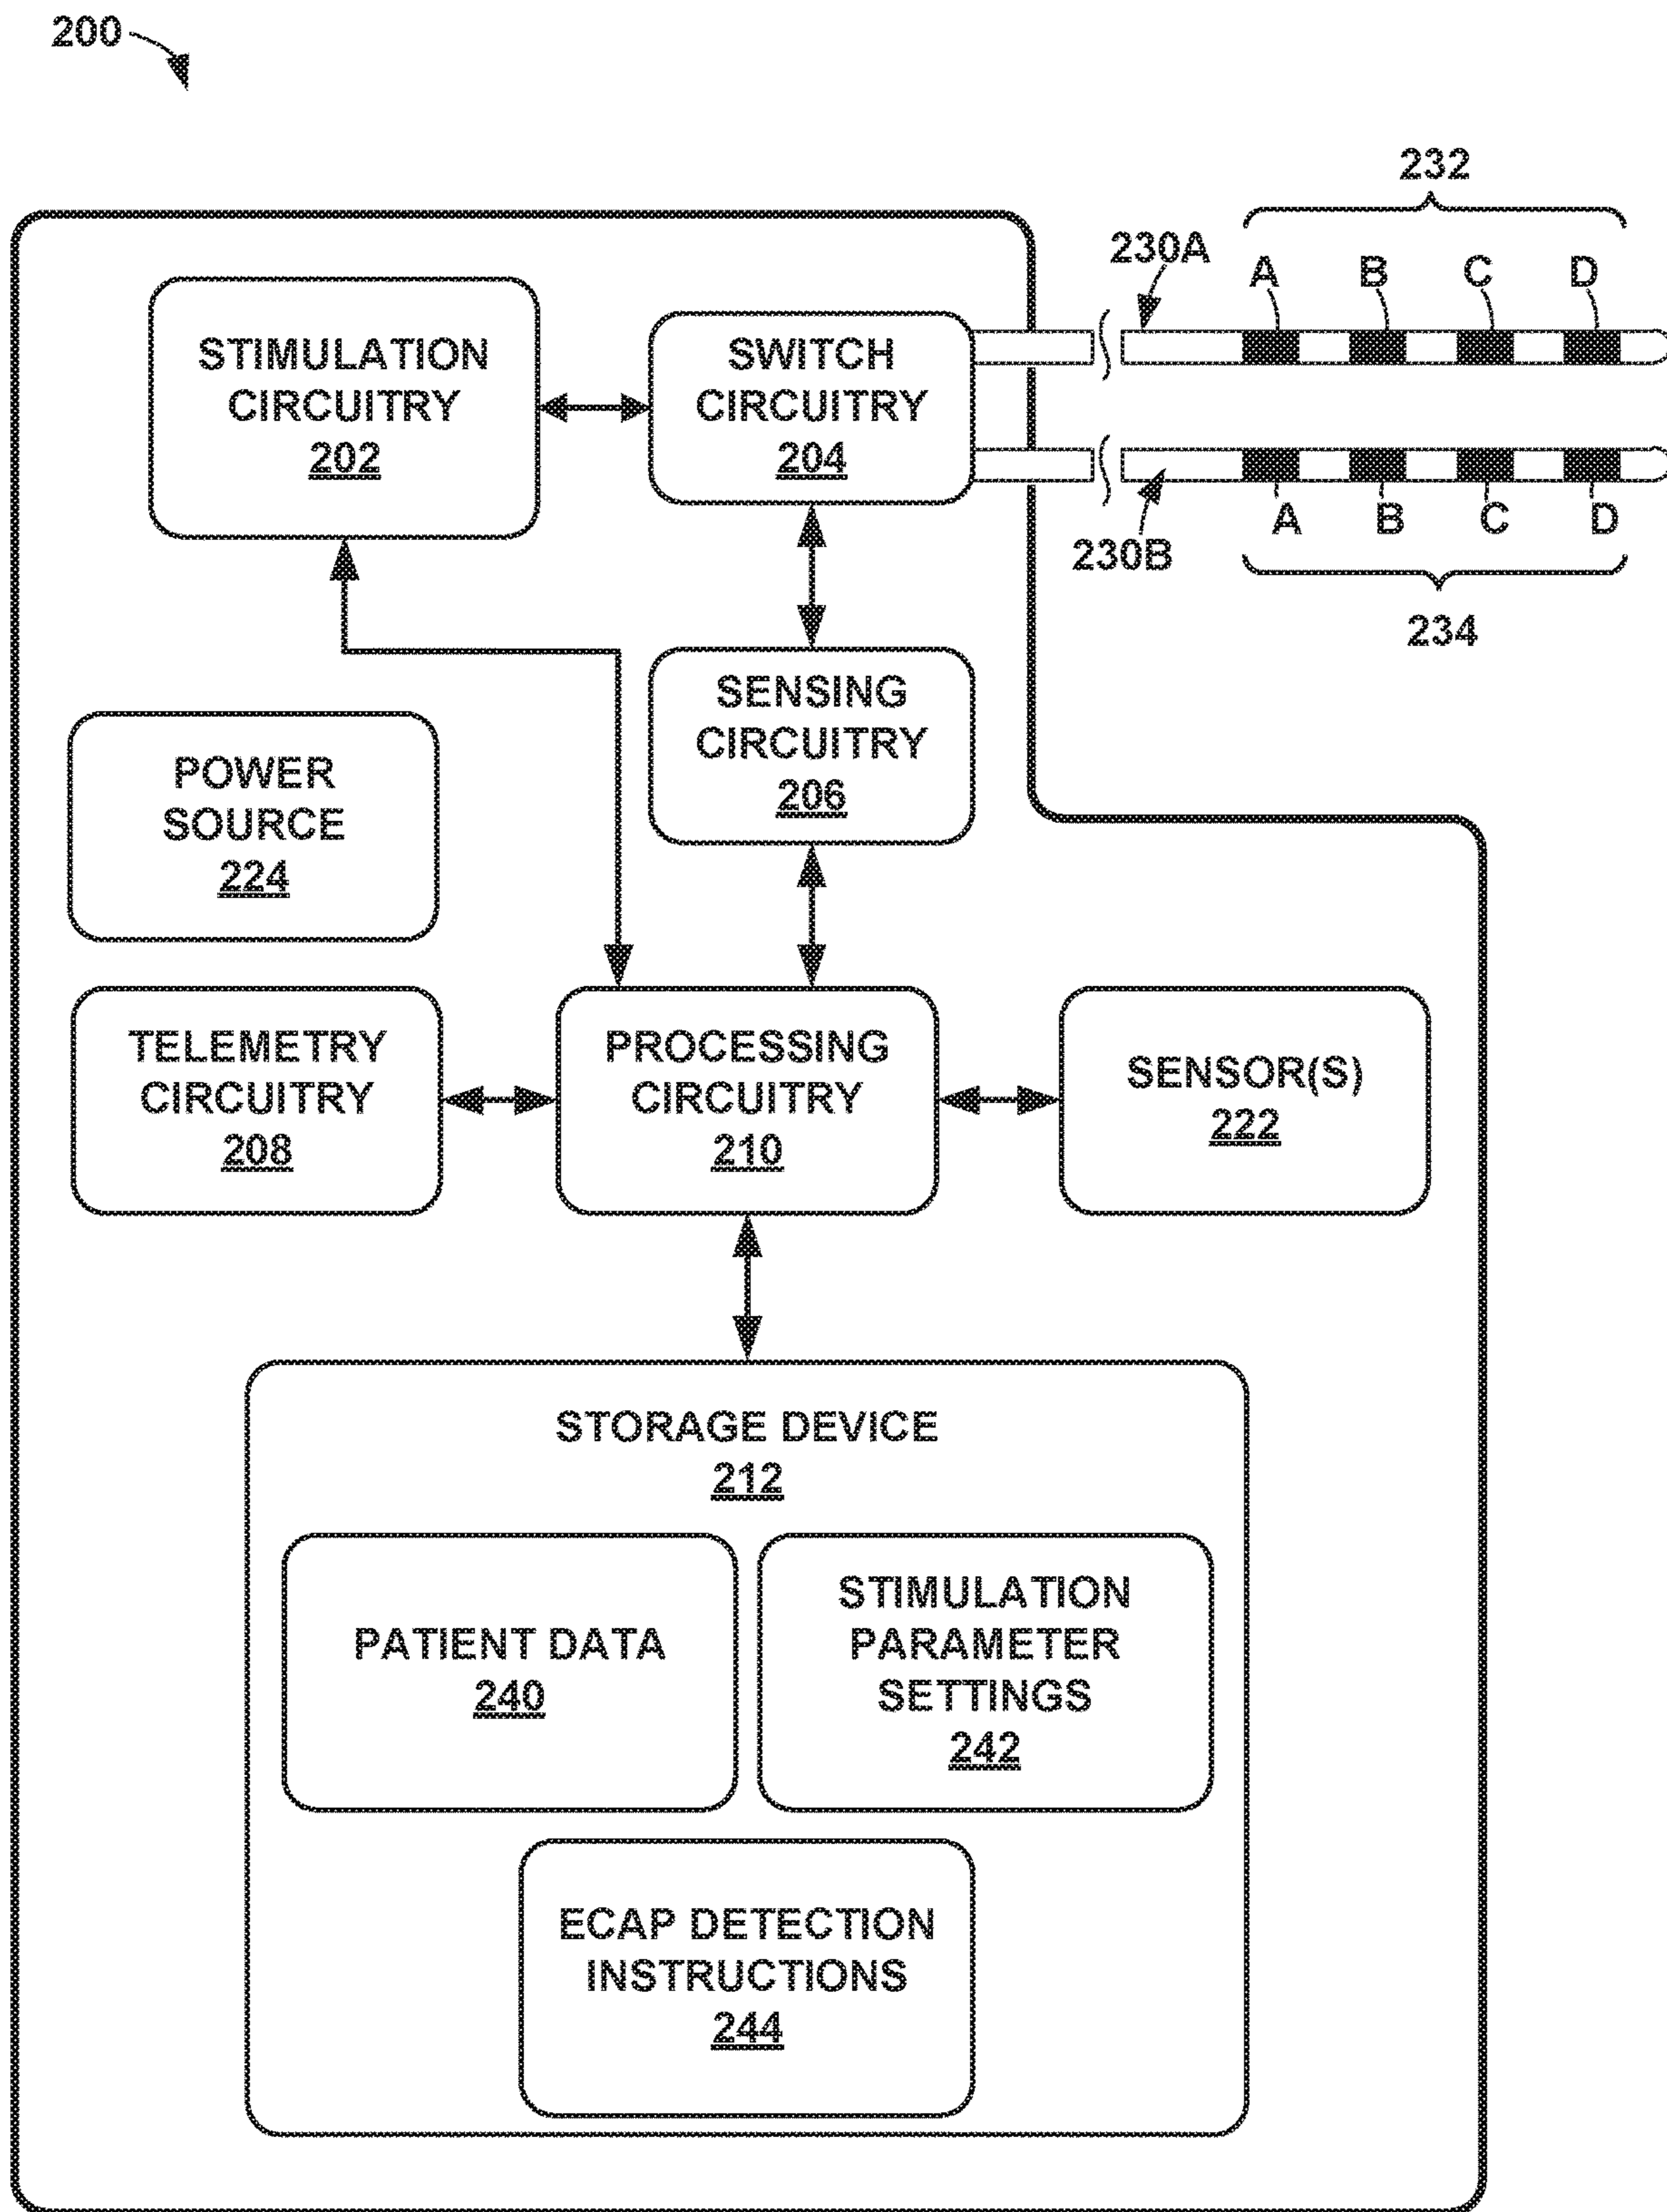 200
232
230A
A B C D
STIMULATION
CIRCUITRY
202
SWITCH
CIRCUITRY
204
A B C D
230B
234
SENSING
CIRCUITRY
206
POWER
SOURCE
224
TELEMETRY
CIRCUITRY
208
PROCESSING
CIRCUITRY
210
SENSOR(S)
222
STORAGE DEVICE
212
PATIENT DATA
240
STIMULATION
PARAMETER
SETTINGS
242
ECAP DETECTION
INSTRUCTIONS
244